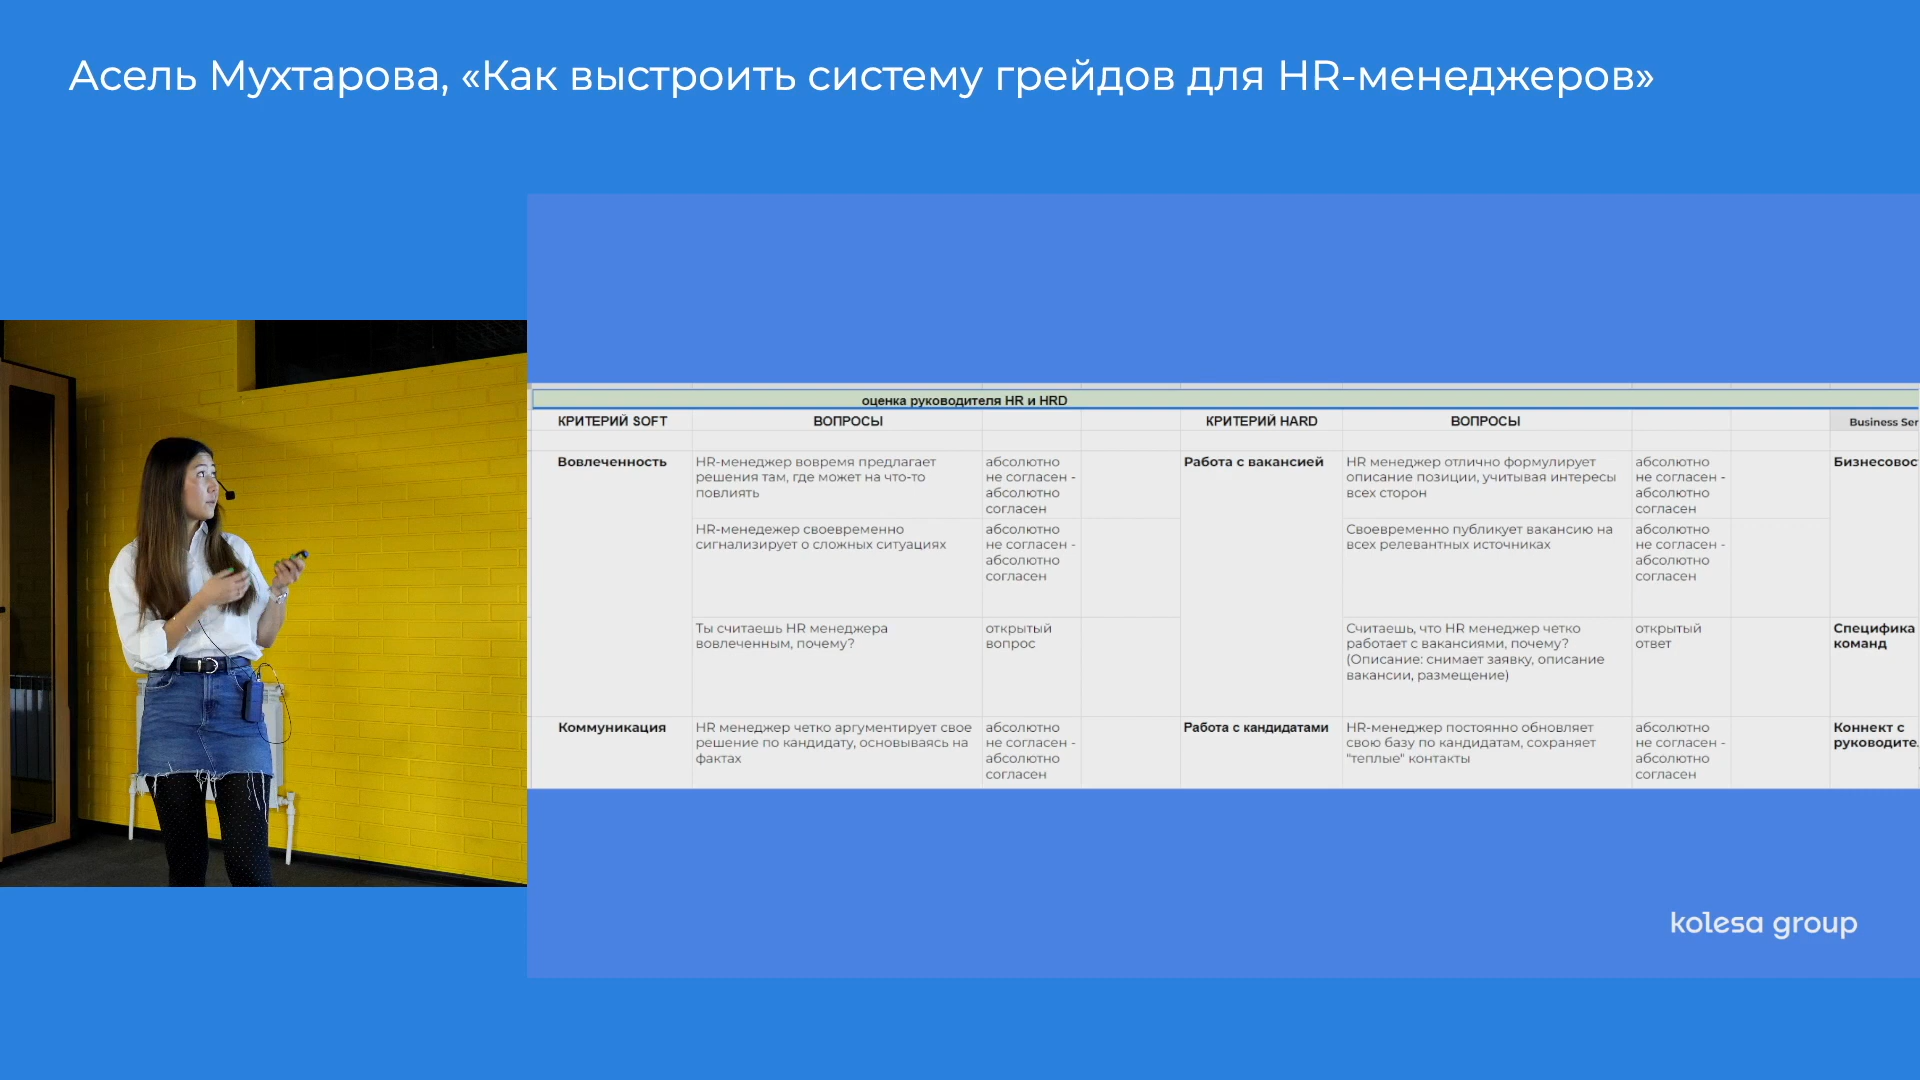 Асель Мухтарова, «Как выстроить систему грейдов для HR-менеджеров»
оценка руководителя HR и HRD
КРИТЕРИЙ SOFT
ВОПРОСЫ
КРИТЕРИЙ HARD
ВОПРОСЫ
Business Ser
Вовлеченность
HR-менеджер вовремя предлагает
решения там, где может на что-то
повлиять
абсолютно
не согласен -
абсолютно
согласен
Работа с вакансией
HR менеджер отлично формулирует
описание позиции, учитывая интересы
всех сторон
абсолютно
не согласен -
абсолютно
согласен
Бизнесовос
HR-менедежер своевременно
сигнализирует о сложных ситуациях
абсолютно
не согласен -
абсолютно
согласен
Своевременно публикует вакансию на
всех релевантных источниках
абсолютно
не согласен -
абсолютно
согласен
Ты считаешь HR менеджера
вовлеченным, почему?
открытый
вопрос
Считаешь, что HR менеджер четко
работает с вакансиями, почему?
(Описание: снимает заявку, описание
вакансии, размещение)
открытый
ответ
Специфика
команд
Коммуникация
HR менеджер четко аргументирует свое
решение по кандидату, основываясь на
фактах
абсолютно
не согласен -
абсолютно
согласен
Работа с кандидатами
HR-менеджер постоянно обновляет
свою базу по кандидатам, сохраняет
"теплые" контакты
абсолютно
не согласен -
абсолютно
согласен
Коннект с
руководите
kolesa group